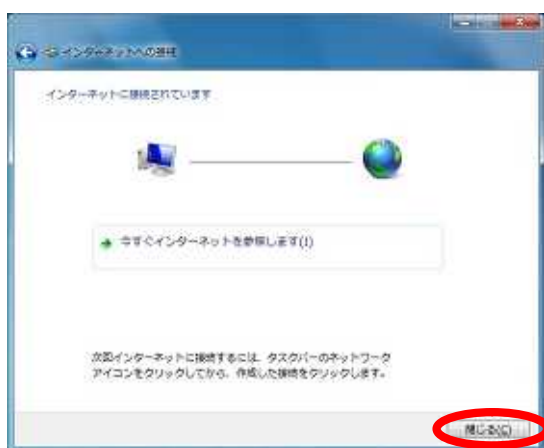 インターネットへの接続
インターネットに接続されています
今すぐインターネットを参照します(I)
次回インターネットに接続するには、タスクバーのネットワーク
アイコンをクリックしてから、作成した接続をクリックします。
閉じる(C)